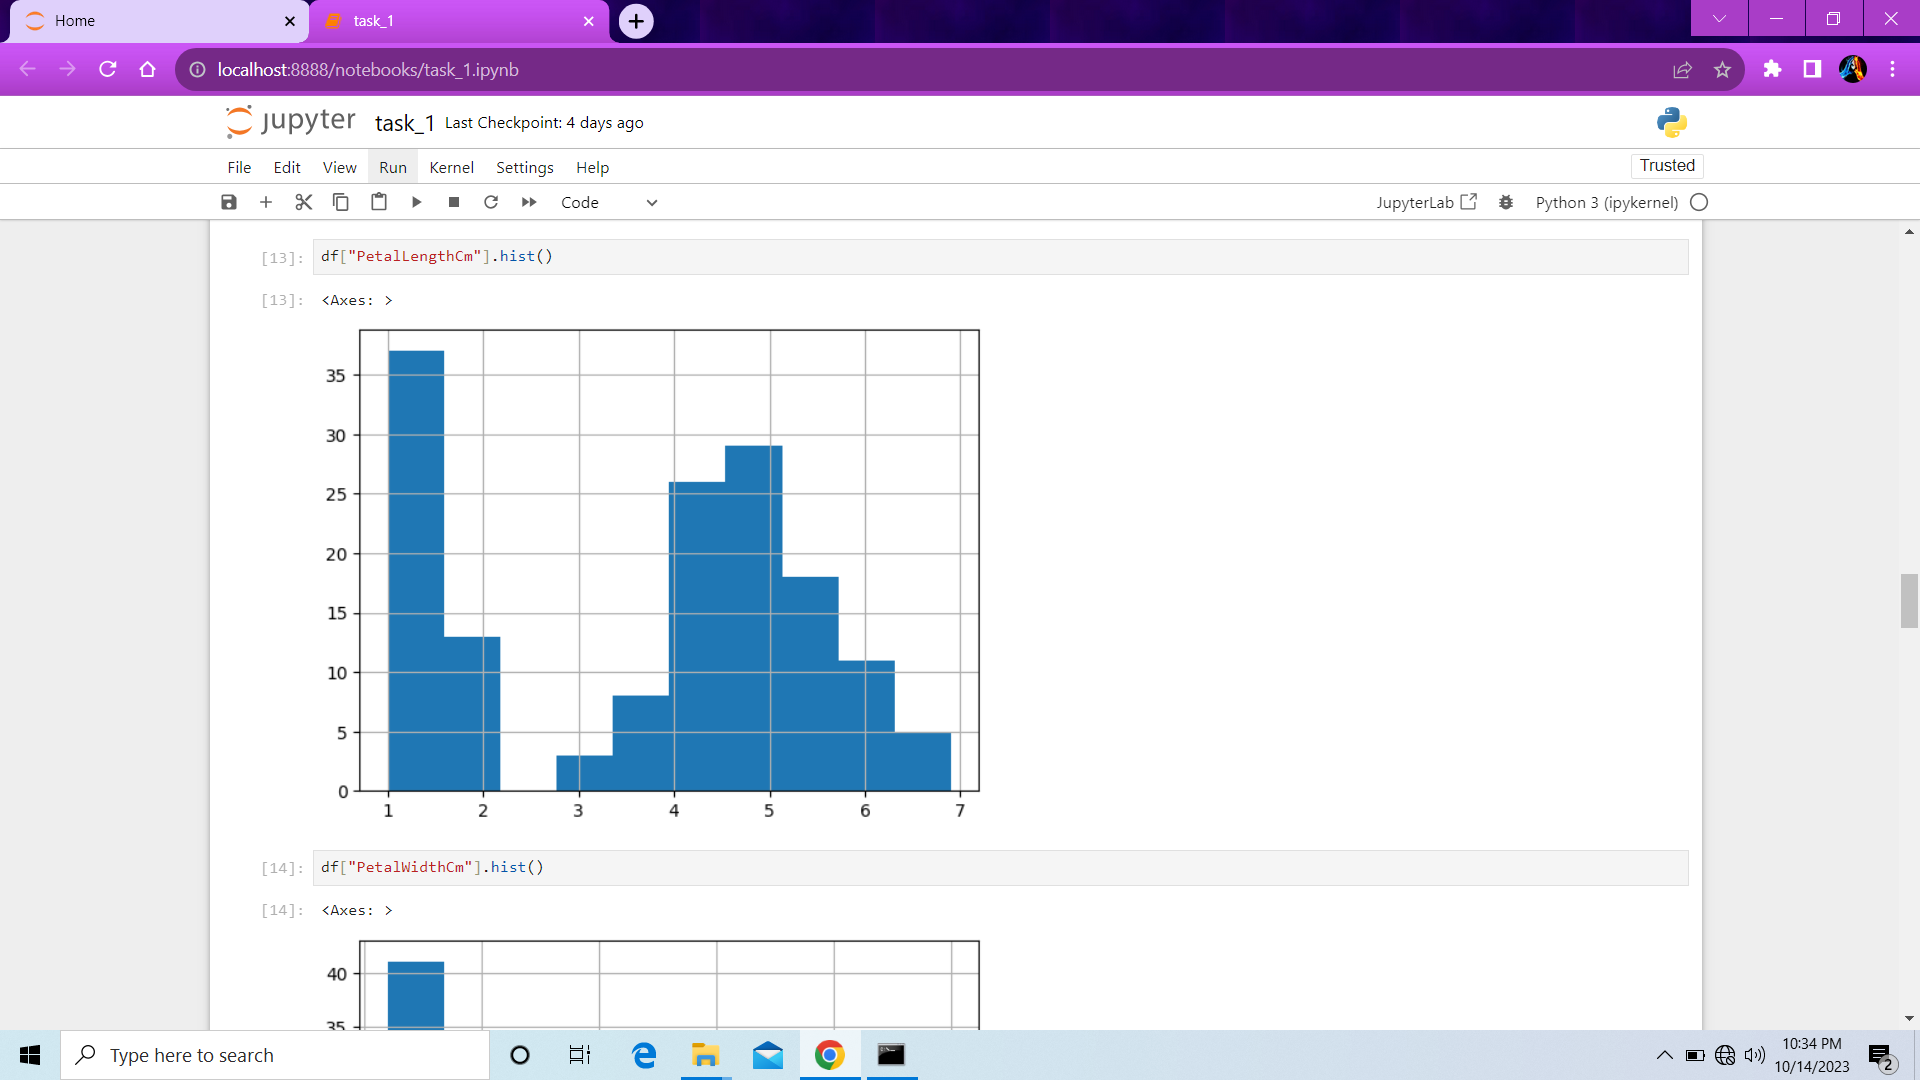 Home
task_1
localhost:8888/notebooks/task_1.ipynb
jupyter task_1 Last Checkpoint: 4 days ago
File Edit View Run Kernel Settings Help
Trusted
Code
JupyterLab
Python 3 (ipykernel)
[13]: df["PetalLengthCm"].hist()
[13]: <Axes: >
35
30
25
20
15
10
5
0
1 2 3 4 5 6 7
[14]: df["PetalWidthCm"].hist()
[14]: <Axes: >
40
35
Type here to search
10:34 PM
10/14/2023
2